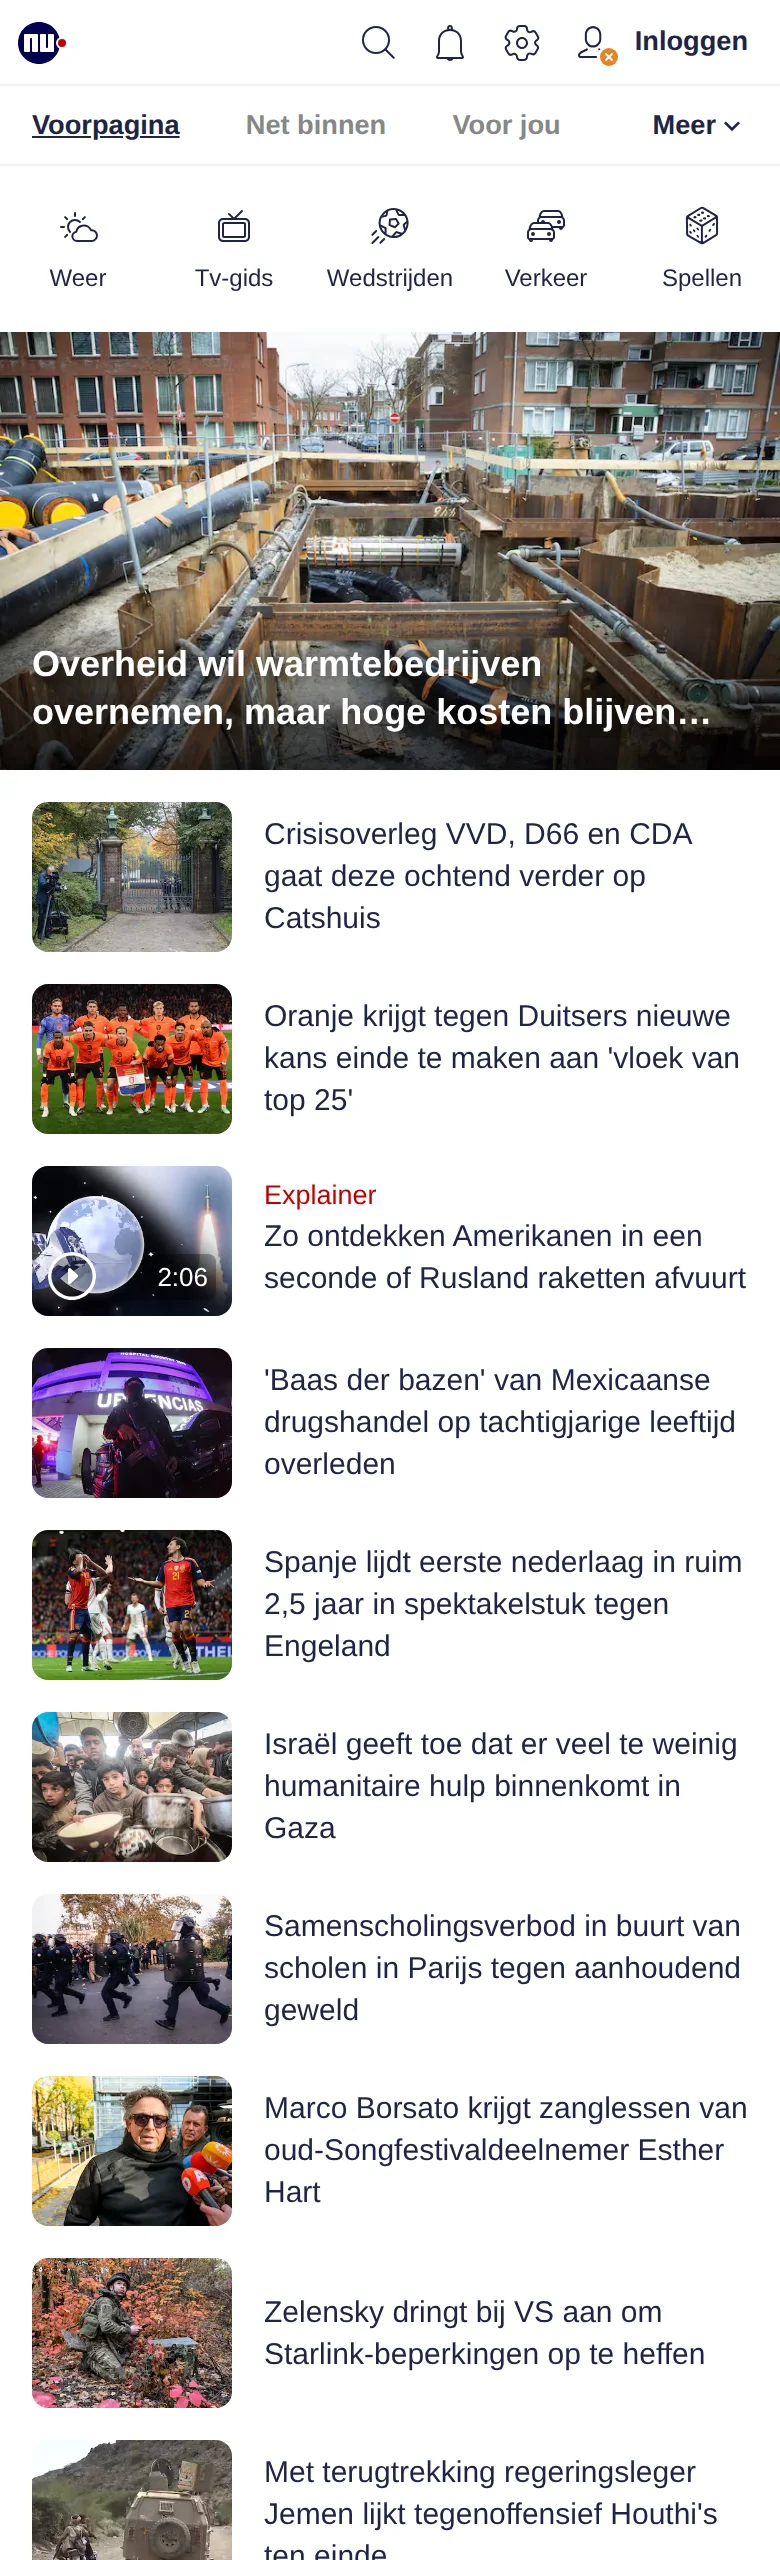 nu
Inloggen
Voorpagina
Net binnen
Voor jou
Meer
Weer
Tv-gids
Wedstrijden
Verkeer
Spellen
Overheid wil warmtebedrijven
overnemen, maar hoge kosten blijven…
Crisisoverleg VVD, D66 en CDA
gaat deze ochtend verder op
Catshuis
Oranje krijgt tegen Duitsers nieuwe
kans einde te maken aan 'vloek van
top 25'
Explainer
Zo ontdekken Amerikanen in een
seconde of Rusland raketten afvuurt
2:06
'Baas der bazen' van Mexicaanse
drugshandel op tachtigjarige leeftijd
overleden
Spanje lijdt eerste nederlaag in ruim
2,5 jaar in spektakelstuk tegen
Engeland
21
Israël geeft toe dat er veel te weinig
humanitaire hulp binnenkomt in
Gaza
Samenscholingsverbod in buurt van
scholen in Parijs tegen aanhoudend
geweld
Marco Borsato krijgt zanglessen van
oud-Songfestivaldeelnemer Esther
Hart
Zelensky dringt bij VS aan om
Starlink-beperkingen op te heffen
Met terugtrekking regeringsleger
Jemen lijkt tegenoffensief Houthi's
ten einde